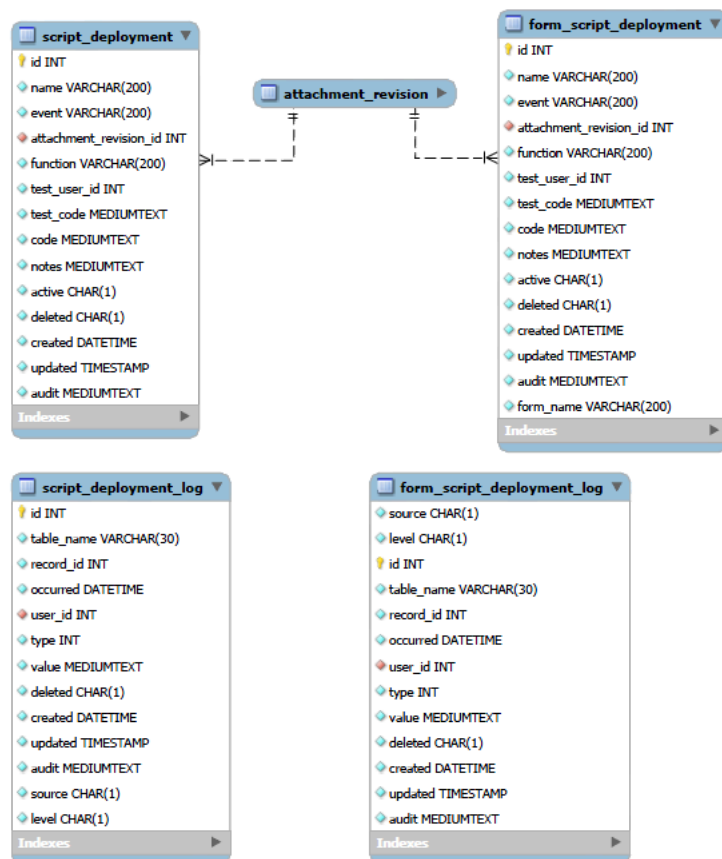 script_deployment
id INT
name VARCHAR(200)
event VARCHAR(200)
attachment_revision_id INT
function VARCHAR(200)
test_user_id INT
test_code MEDIUMTEXT
code MEDIUMTEXT
notes MEDIUMTEXT
active CHAR(1)
deleted CHAR(1)
created DATETIME
updated TIMESTAMP
audit MEDIUMTEXT
Indexes
attachment_revision
form_script_deployment
id INT
name VARCHAR(200)
event VARCHAR(200)
attachment_revision_id INT
function VARCHAR(200)
test_user_id INT
test_code MEDIUMTEXT
code MEDIUMTEXT
notes MEDIUMTEXT
active CHAR(1)
deleted CHAR(1)
created DATETIME
updated TIMESTAMP
audit MEDIUMTEXT
form_name VARCHAR(200)
Indexes
script_deployment_log
id INT
table_name VARCHAR(30)
record_id INT
occurred DATETIME
user_id INT
type INT
value MEDIUMTEXT
deleted CHAR(1)
created DATETIME
updated TIMESTAMP
audit MEDIUMTEXT
source CHAR(1)
level CHAR(1)
Indexes
form_script_deployment_log
source CHAR(1)
level CHAR(1)
id INT
table_name VARCHAR(30)
record_id INT
occurred DATETIME
user_id INT
type INT
value MEDIUMTEXT
deleted CHAR(1)
created DATETIME
updated TIMESTAMP
audit MEDIUMTEXT
Indexes